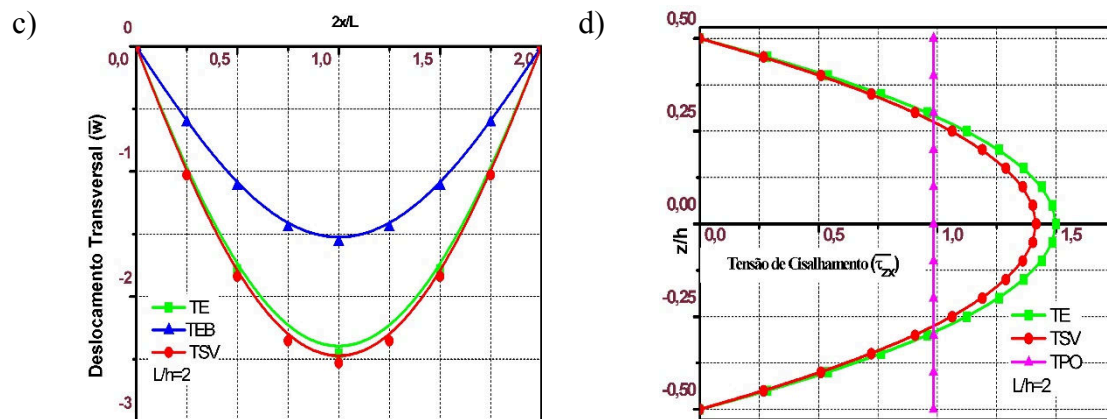 c)
2x/L
0
0,0
0,5
1,0
1,5
2,0
-1
-2
-3
Deslocamento Transversal (w̅)
TE
TEB
TSV
L/h=2
d)
0,50
0,25
0,00
-0,25
-0,50
z/h
0,0
0,5
1,0
1,5
Tensão de Cisalhamento (τ̅zx)
TE
TSV
TPO
L/h=2